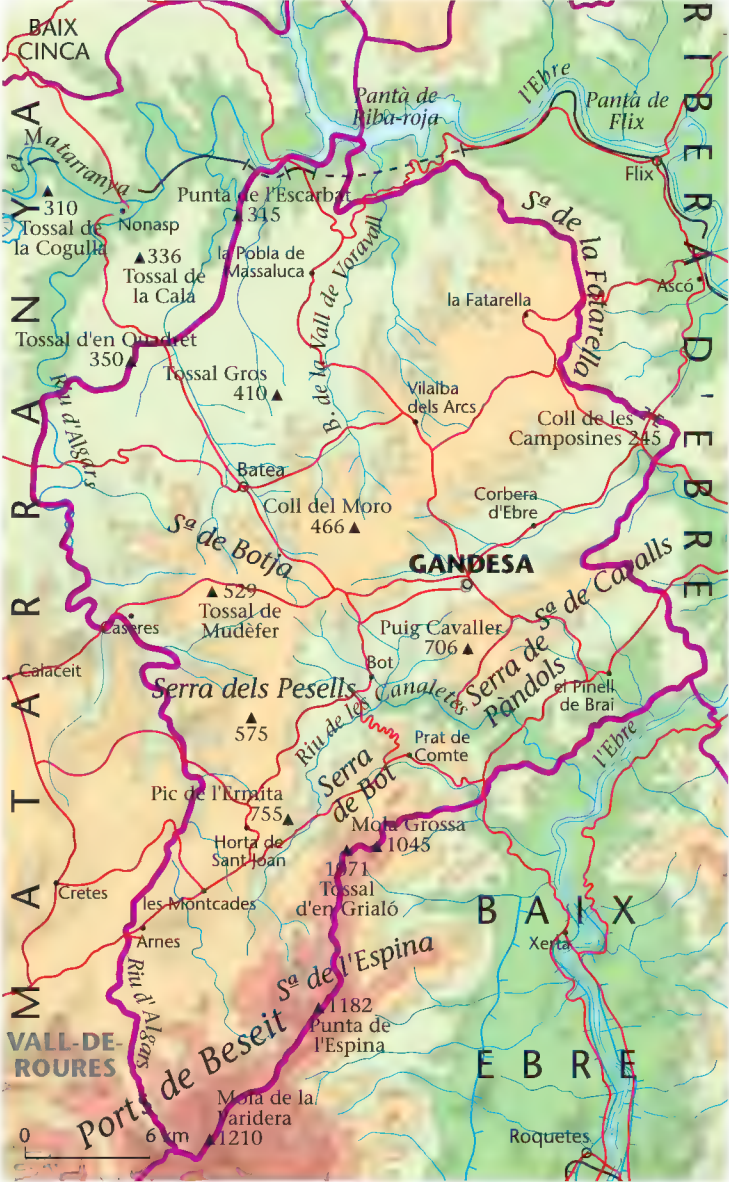 BAIX
CINCA
RIBERA D'EBRE
MATARRANYA
l'Ebre
Pantà de
Riba-roja
Pantà de
Flix
Flix
el Matarranya
Punta de l'Escarbat
315
310
Tossal de
la Cogulla
Nonasp
336
Tossal de
la Cala
la Pobla de
Massaluca
B. de la Vall de Voravall
Sª de la Fatarella
la Fatarella
Ascó
Tossal d'en Quadret
350
Tossal Gros
410
Riu d'Algars
Vilalba
dels Arcs
Coll de les
Camposines 245
Batea
Coll del Moro
466
Corbera
d'Ebre
Sª de Botja
GANDESA
529
Tossal de
Mudèfer
Caseres
Puig Cavaller
706
Serra de
Pandols
Sª de Cavalls
Calaceit
Bot
Serra dels Pesells
575
Riu de les Canaletes
el Pinell
de Brai
Prat de
Comte
l'Ebre
Serra
de Bot
Pic de l'Ermita
755
Horta de
Sant Joan
Mola Grossa
1045
1071
Tossal
d'en Grialó
Cretes
les Montcades
BAIX
EBRE
Xerta
Arnes
Riu d'Algars
Sª de l'Espina
1182
Punta de
l'Espina
VALL-DE-
ROURES
Ports de Beseit
Mola de la
Varidera
1210
0 6 km
Roquetes